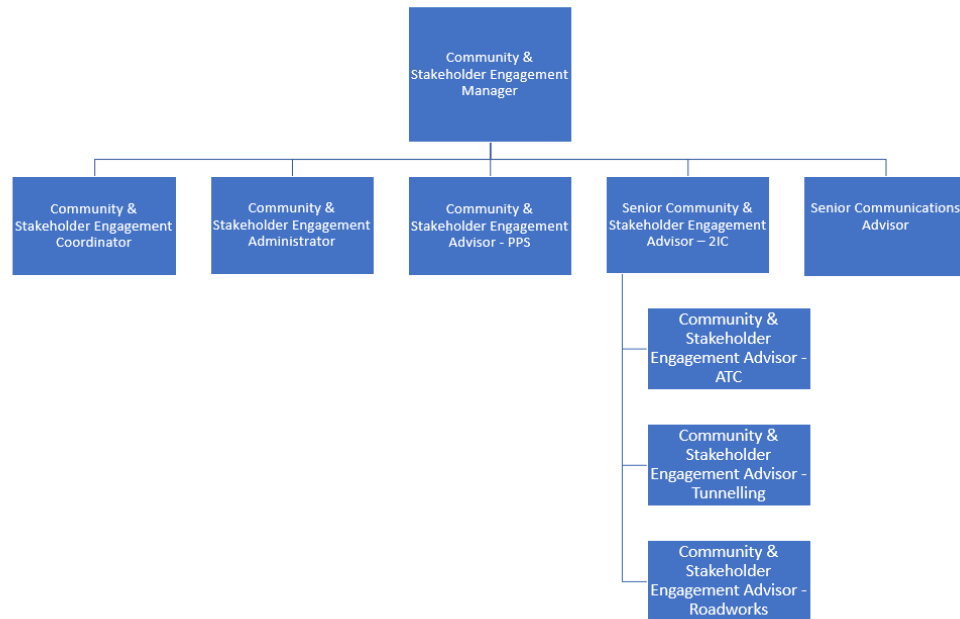 Community &
Stakeholder Engagement
Manager
Community &
Stakeholder Engagement
Coordinator
Community &
Stakeholder Engagement
Administrator
Community &
Stakeholder Engagement
Advisor - PPS
Senior Community &
Stakeholder Engagement
Advisor – 2IC
Senior Communications
Advisor
Community &
Stakeholder
Engagement Advisor -
ATC
Community &
Stakeholder
Engagement Advisor -
Tunnelling
Community &
Stakeholder
Engagement Advisor -
Roadworks